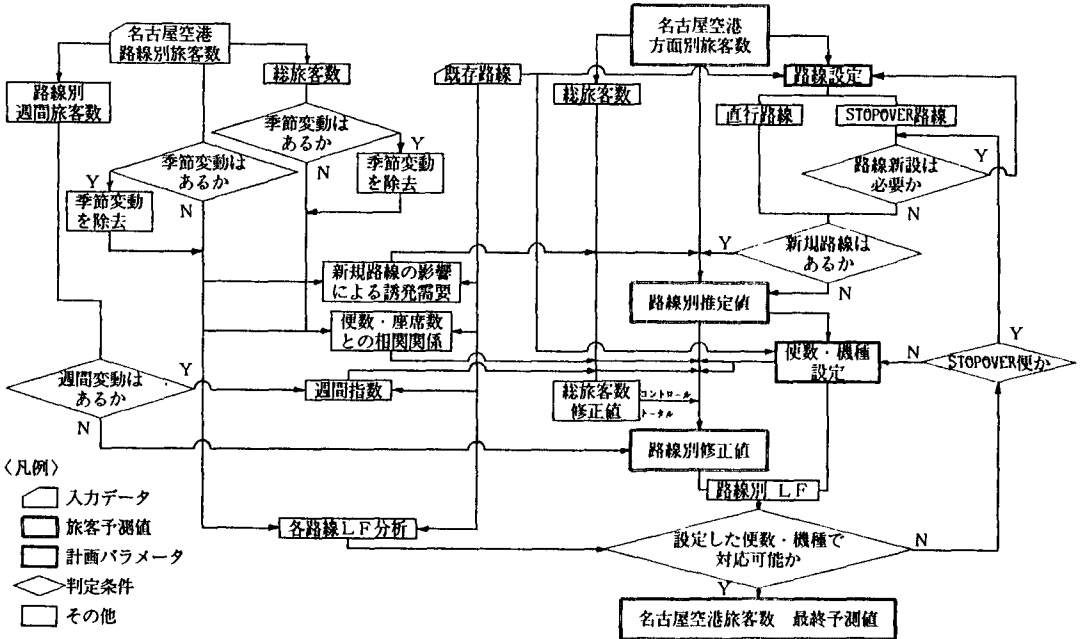 名古屋空港
路線別旅客数
路線別
週間旅客数
総旅客数
季節変動は
あるか
Y
季節変動
を除去
N
季節変動は
あるか
Y
季節変動
を除去
N
既存路線
名古屋空港
方面別旅客数
総旅客数
路線設定
直行路線
STOPOVER路線
路線新設は
必要か
Y
N
新規路線は
あるか
Y
N
新規路線の影響
による誘発需要
便数・座席数
との相関関係
路線別推定値
便数・機種
設定
N
STOPOVER便か
Y
週間変動は
あるか
Y
N
週間指数
総旅客数
修正値
コントロール
トータル
路線別修正値
路線別 LF
各路線LF分析
設定した便数・機種で
対応可能か
N
Y
名古屋空港旅客数 最終予測値
〈凡例〉
入力データ
旅客予測値
計画パラメータ
判定条件
その他